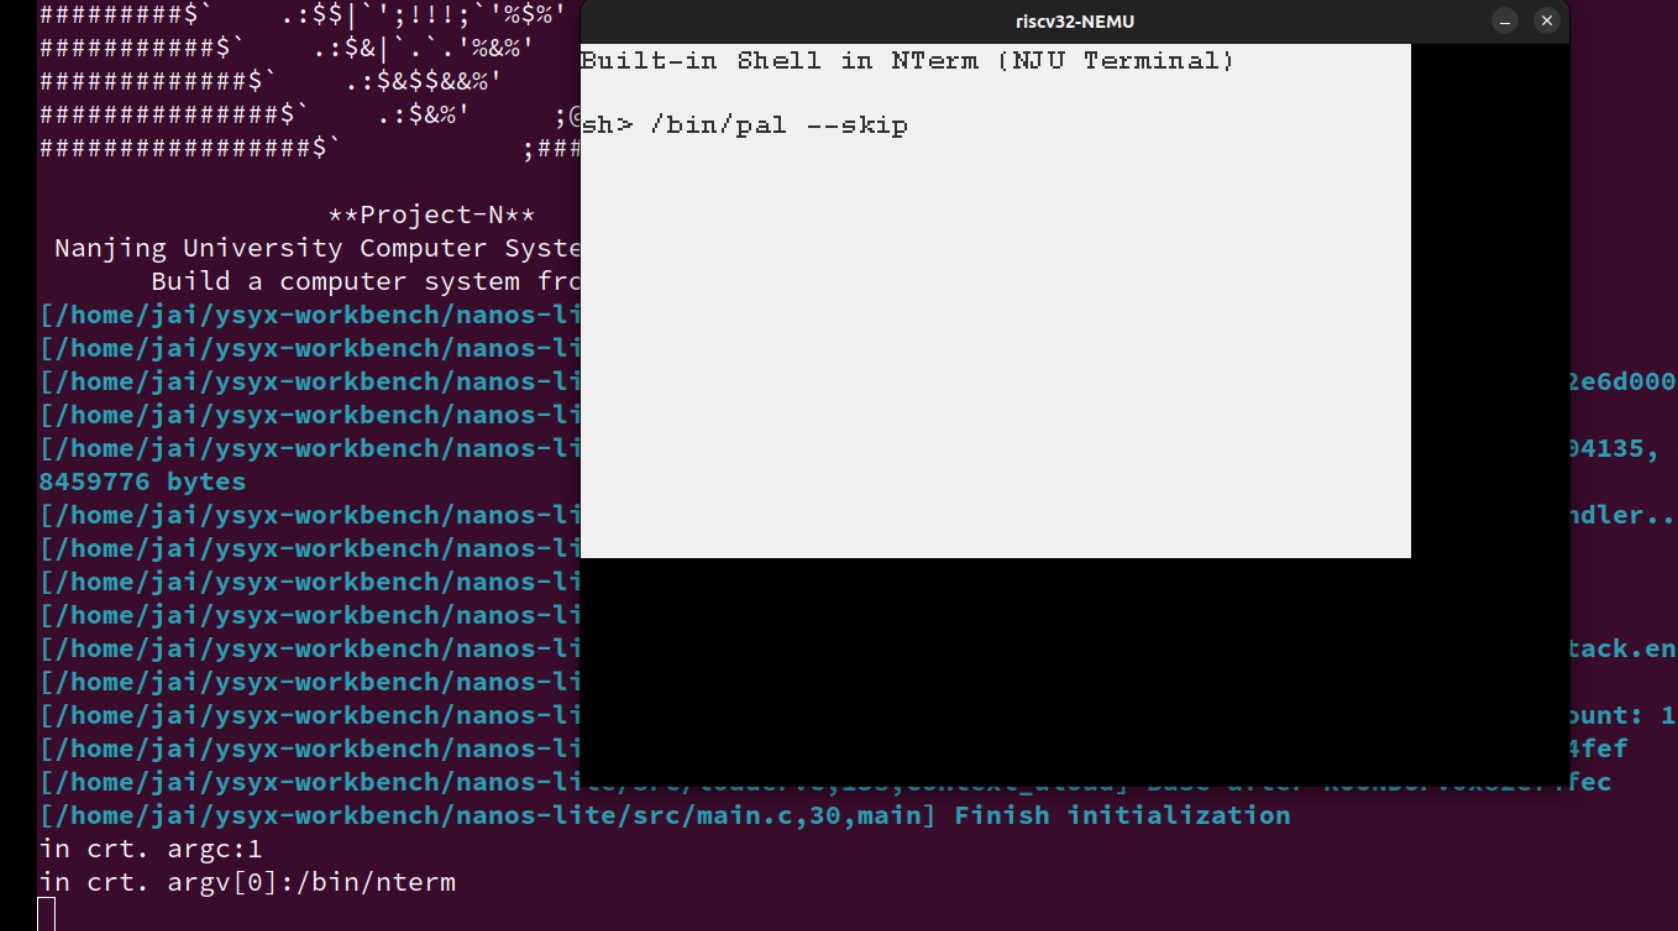 #########$`     .:$$|`';!!!;`'%$%'
###########$`    .:$&|`.`.'%&%'
#############$`    .:$&$$&&%'
###############$`    .:$&%'     ;@
#################$`           ;###
**Project-N**
Nanjing University Computer Syste
Build a computer system fro
[/home/jai/ysyx-workbench/nanos-li
[/home/jai/ysyx-workbench/nanos-li
[/home/jai/ysyx-workbench/nanos-li 2e6d000
[/home/jai/ysyx-workbench/nanos-li
[/home/jai/ysyx-workbench/nanos-li 04135,
8459776 bytes
[/home/jai/ysyx-workbench/nanos-li ndler..
[/home/jai/ysyx-workbench/nanos-li
[/home/jai/ysyx-workbench/nanos-li
[/home/jai/ysyx-workbench/nanos-li
[/home/jai/ysyx-workbench/nanos-li tack.en
[/home/jai/ysyx-workbench/nanos-li
[/home/jai/ysyx-workbench/nanos-li ount: 1
[/home/jai/ysyx-workbench/nanos-li 4fef
[/home/jai/ysyx-workbench/nanos-li fec
[/home/jai/ysyx-workbench/nanos-lite/src/main.c,30,main] Finish initialization
in crt. argc:1
in crt. argv[0]:/bin/nterm
riscv32-NEMU
Built-in Shell in NTerm (NJU Terminal)
sh> /bin/pal --skip